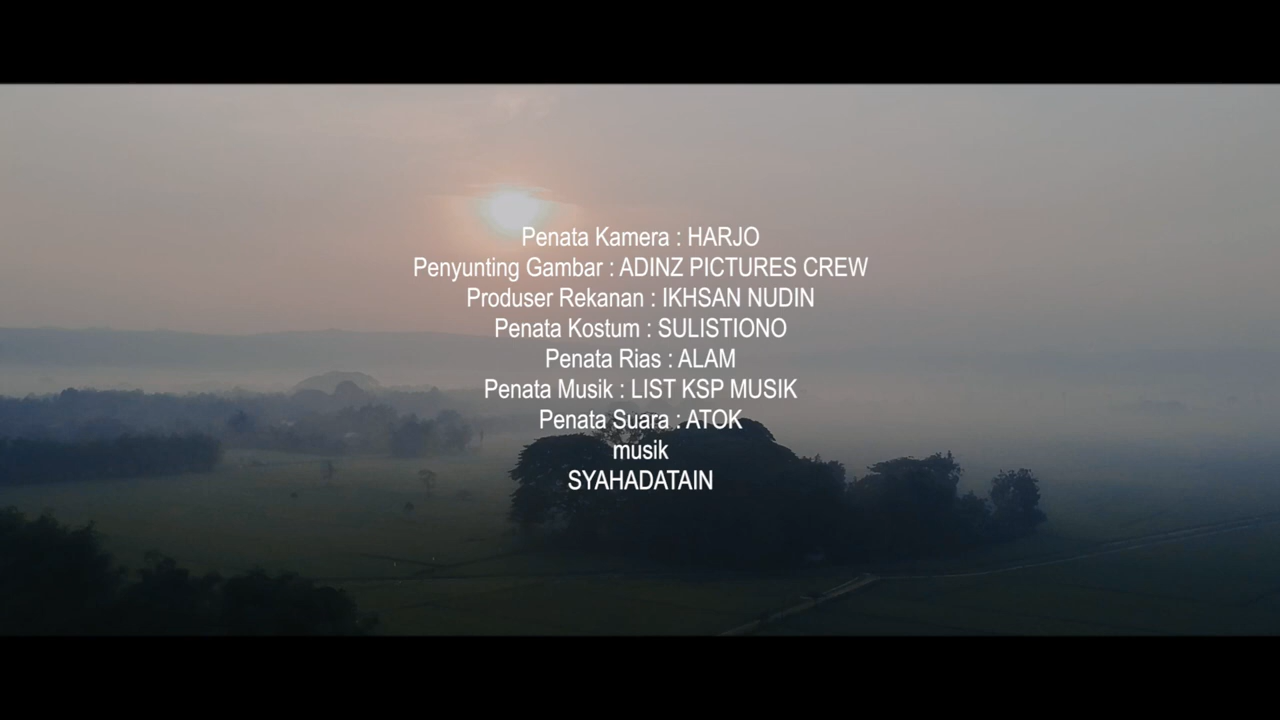 Penata Kamera : HARJO
Penyunting Gambar : ADINZ PICTURES CREW
Produser Rekanan : IKHSAN NUDIN
Penata Kostum : SULISTIONO
Penata Rias : ALAM
Penata Musik : LIST KSP MUSIK
Penata Suara : ATOK
musik
SYAHADATAIN